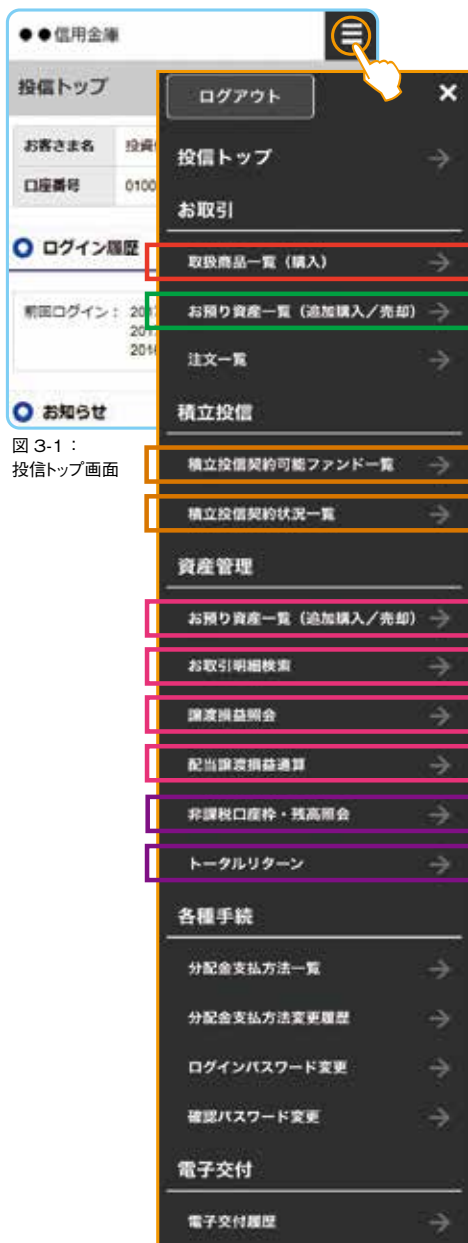 ●●信用金庫
投信トップ
お客さま名 投資
口座番号 0100
ログイン履歴
前回ログイン： 201
201
201
お知らせ
図 3-1：
投信トップ画面
ログアウト ×
投信トップ
お取引
取扱商品一覧（購入）
お預り資産一覧（追加購入／売却）
注文一覧
積立投信
積立投信契約可能ファンド一覧
積立投信契約状況一覧
資産管理
お預り資産一覧（追加購入／売却）
お取引明細検索
譲渡損益照会
配当譲渡損益通算
非課税口座枠・残高照会
トータルリターン
各種手続
分配金支払方法一覧
分配金支払方法変更履歴
ログインパスワード変更
確認パスワード変更
電子交付
電子交付履歴